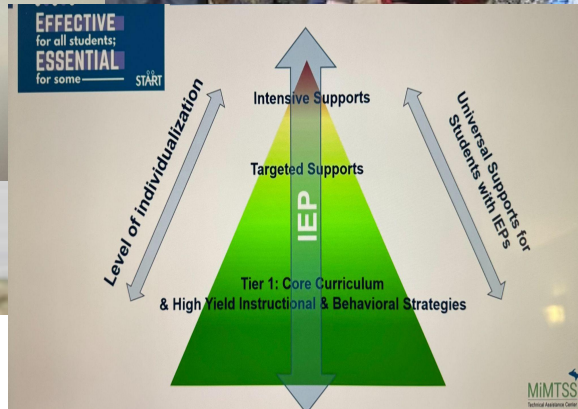 EFFECTIVE
for all students;
ESSENTIAL
for some
START
Level of individualization
Intensive Supports
Targeted Supports
IEP
Tier 1: Core Curriculum
& High Yield Instructional & Behavioral Strategies
Universal Supports for
Students with IEPs
MiMTSS
Technical Assistance Center